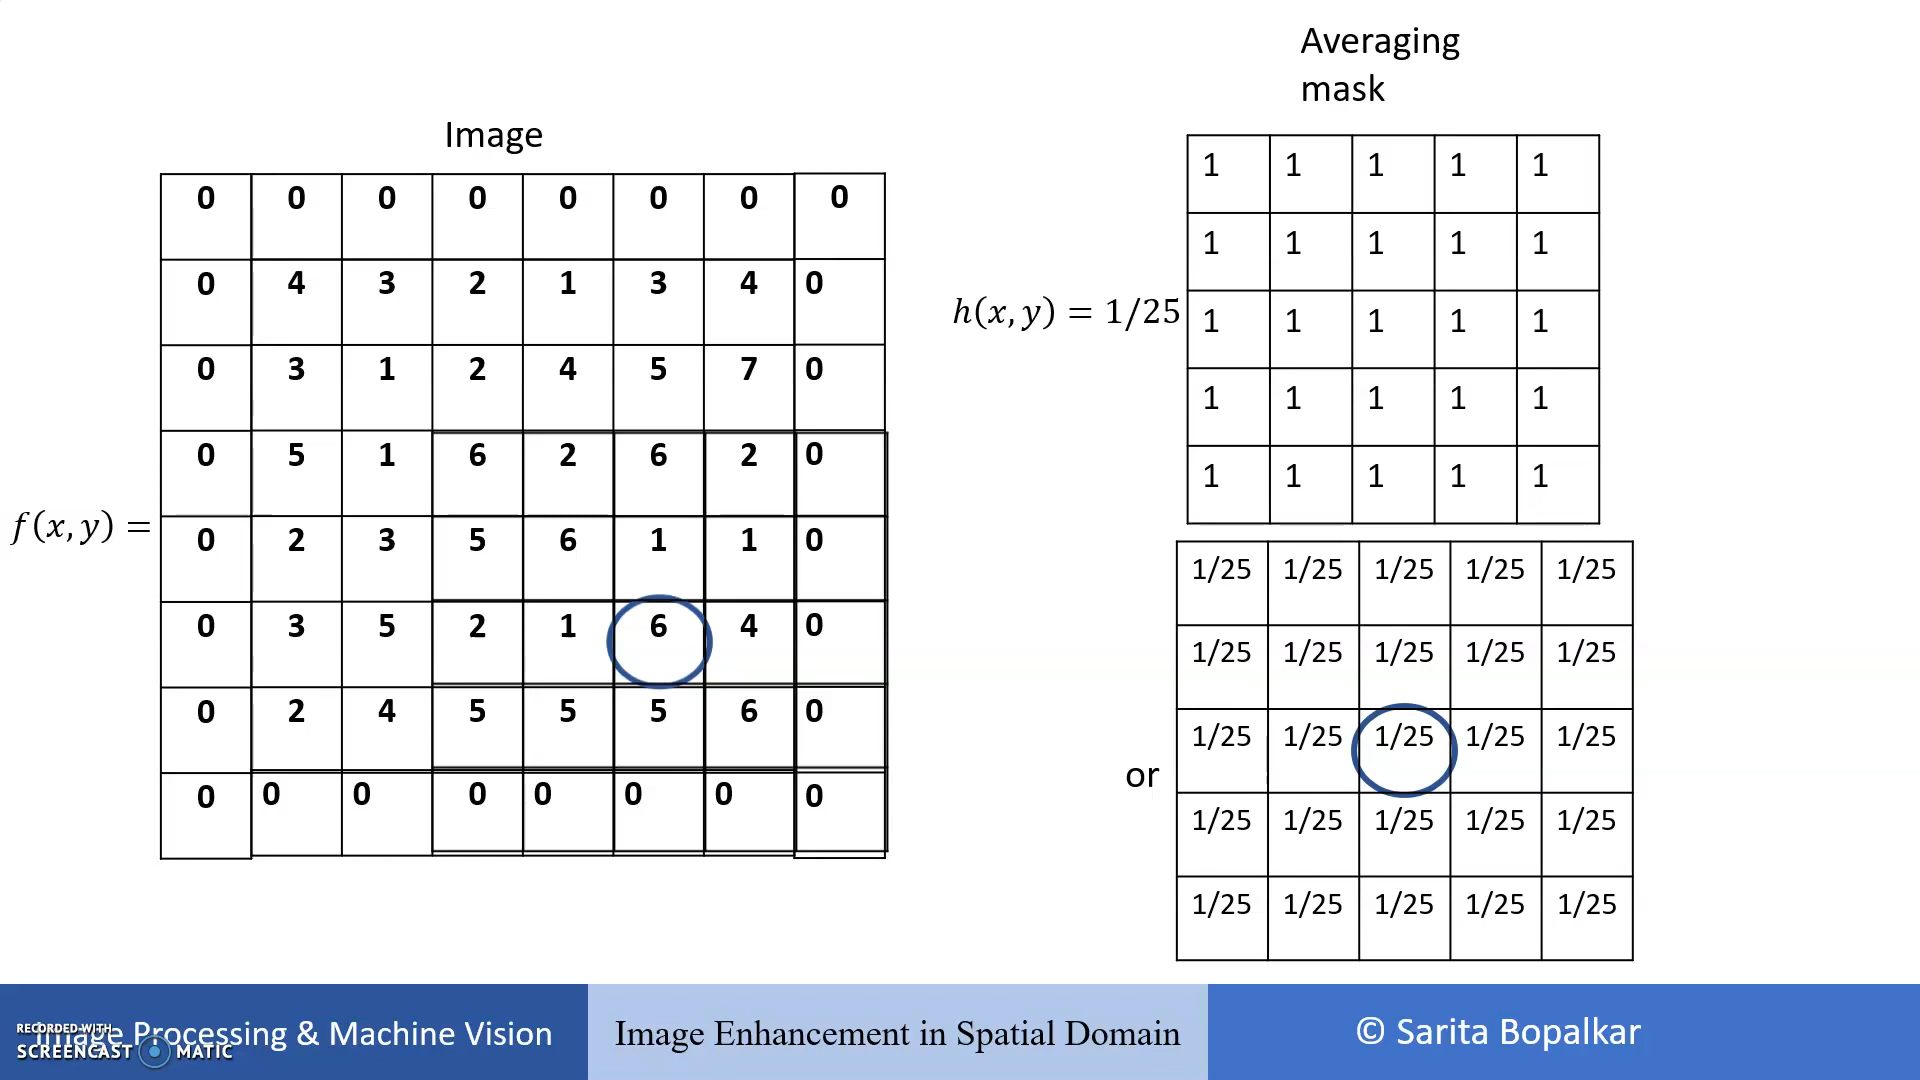 Averaging
mask
Image
0 0 0 0 0 0 0 0
0 4 3 2 1 3 4 0
0 3 1 2 4 5 7 0
0 5 1 6 2 6 2 0
f(x, y) =
0 2 3 5 6 1 1 0
0 3 5 2 1 6 4 0
0 2 4 5 5 5 6 0
0 0 0 0 0 0 0 0
1 1 1 1 1
1 1 1 1 1
h(x, y) = 1/25
1 1 1 1 1
1 1 1 1 1
1 1 1 1 1
or
1/25 1/25 1/25 1/25 1/25
1/25 1/25 1/25 1/25 1/25
1/25 1/25 1/25 1/25 1/25
1/25 1/25 1/25 1/25 1/25
1/25 1/25 1/25 1/25 1/25
Image Processing & Machine Vision
RECORDED WITH
SCREENCAST MATIC
Image Enhancement in Spatial Domain
© Sarita Bopalkar